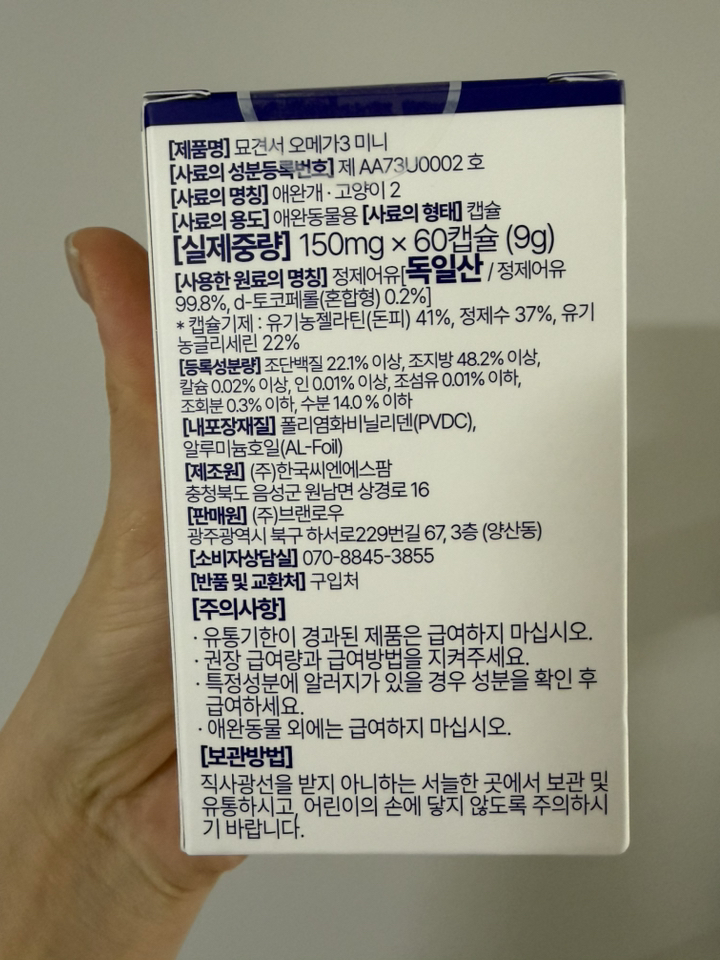 [제품명] 묘견서 오메가3 미니
[사료의 성분등록번호] 제 AA73U0002 호
[사료의 명칭] 애완개 · 고양이 2
[사료의 용도] 애완동물용 [사료의 형태] 캡슐
[실제중량] 150mg × 60캡슐 (9g)
[사용한 원료의 명칭] 정제어유[독일산 / 정제어유
99.8%, d-토코페롤(혼합형) 0.2%]
* 캡슐기제 : 유기농젤라틴(돈피) 41%, 정제수 37%, 유기
농글리세린 22%
[등록성분량] 조단백질 22.1% 이상, 조지방 48.2% 이상,
칼슘 0.02% 이상, 인 0.01% 이상, 조섬유 0.01% 이하,
조회분 0.3% 이하, 수분 14.0 % 이하
[내포장재질] 폴리염화비닐리덴(PVDC),
알루미늄호일(AL-Foil)
[제조원] (주)한국씨엔에스팜
충청북도 음성군 원남면 상경로 16
[판매원] (주)브랜로우
광주광역시 북구 하서로229번길 67, 3층 (양산동)
[소비자상담실] 070-8845-3855
[반품 및 교환처] 구입처
[주의사항]
· 유통기한이 경과된 제품은 급여하지 마십시오.
· 권장 급여량과 급여방법을 지켜주세요.
· 특정성분에 알러지가 있을 경우 성분을 확인 후
급여하세요.
· 애완동물 외에는 급여하지 마십시오.
[보관방법]
직사광선을 받지 아니하는 서늘한 곳에서 보관 및
유통하시고, 어린이의 손에 닿지 않도록 주의하시
기 바랍니다.